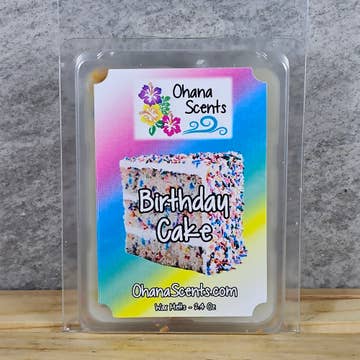 Ohana
Scents
Birthday
Cake
OhanaScents.com
Wax Melts - 2.4 Oz